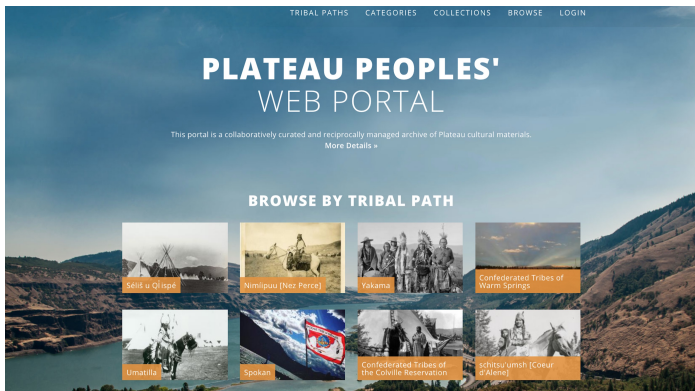 TRIBAL PATHS CATEGORIES COLLECTIONS BROWSE LOGIN
PLATEAU PEOPLES'
WEB PORTAL
This portal is a collaboratively curated and reciprocally managed archive of Plateau cultural materials.
More Details »
BROWSE BY TRIBAL PATH
Séliš u Ql̓ispé
Nimíipuu [Nez Perce]
Yakama
Confederated Tribes of
Warm Springs
Umatilla
Spokan
Confederated Tribes of
the Colville Reservation
schitsu'umsh [Coeur
d'Alene]